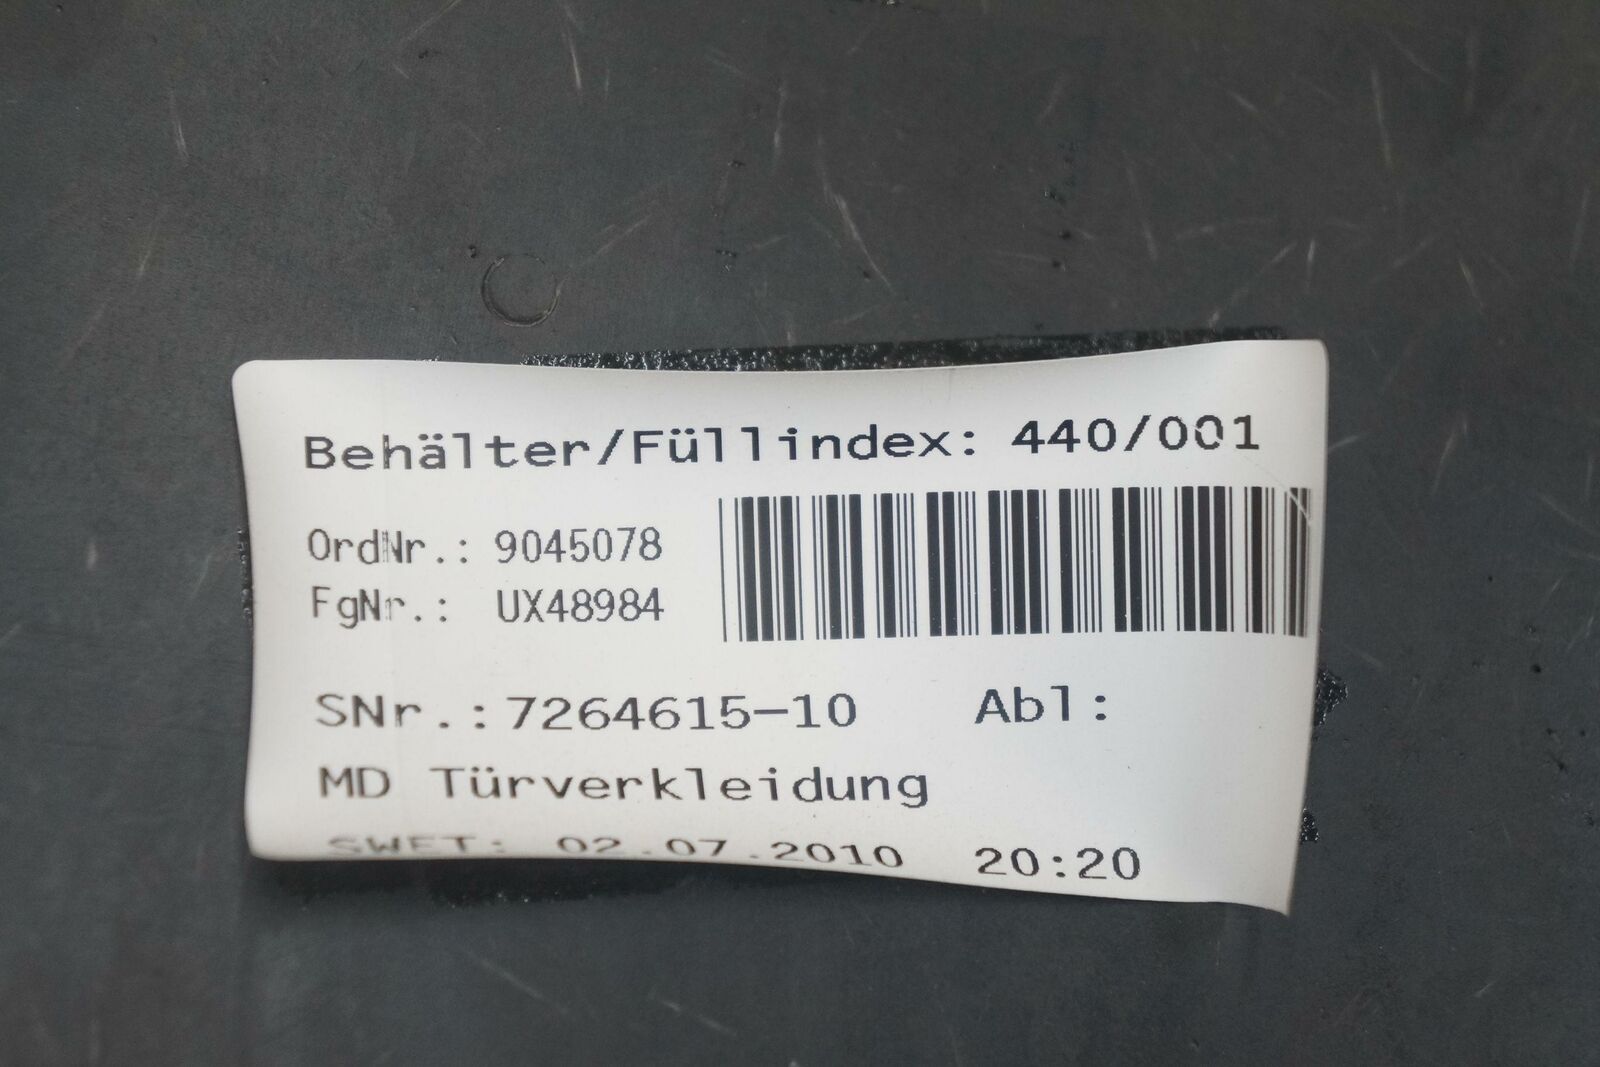 Behälter/Füllindex: 440/001
OrdNr.: 9045078
FgNr.: UX48984
SNr.:7264615-10 Abl:
MD Türverkleidung
SWET: 02.07.2010 20:20